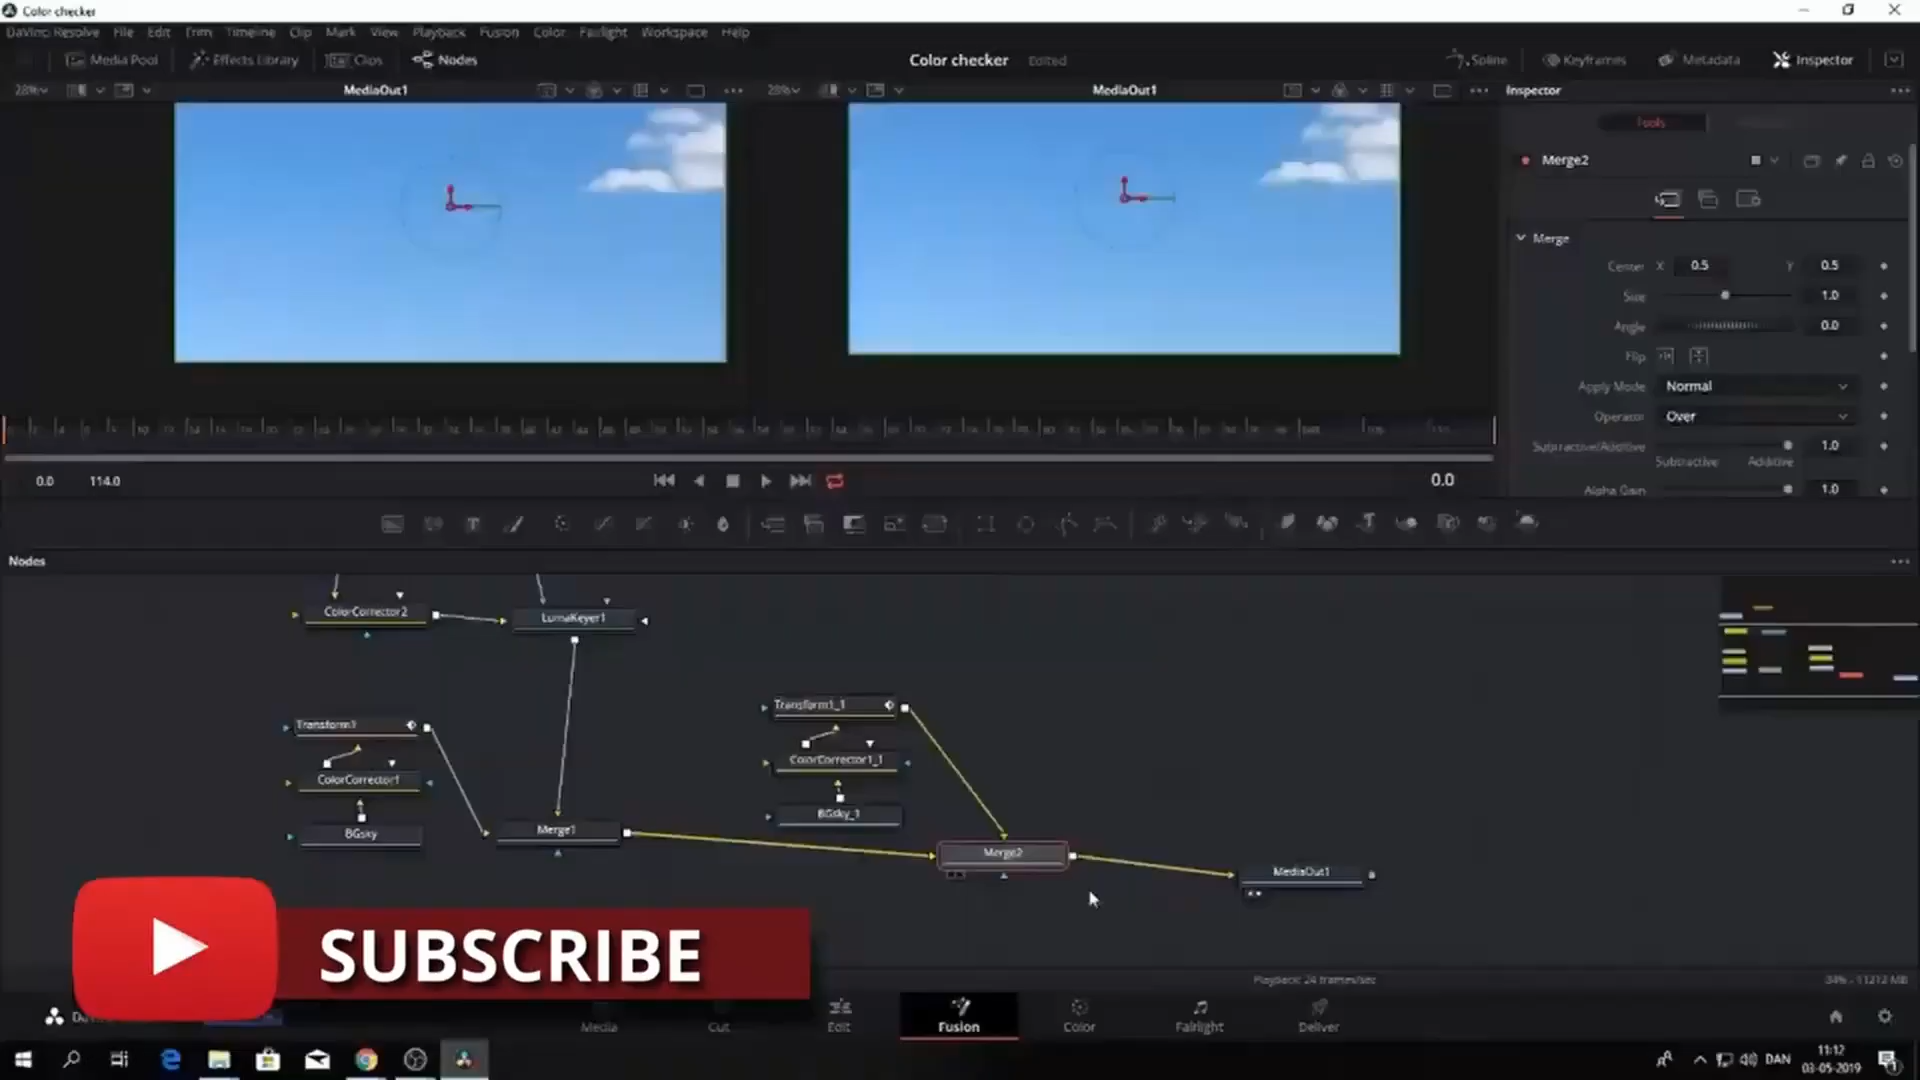 Color checker
DaVinci Resolve File Edit Trim Timeline Clip Mark View Playback Fusion Color Fairlight Workspace Help
Media Pool Effects Library Clips Nodes Color checker Edited Spline Keyframes Metadata Inspector
28% MediaOut1 28% MediaOut1 Inspector
Tools
Merge2
Merge
Center X 0.5 Y 0.5
Size 1.0
Angle 0.0
Flip
Apply Mode Normal
Operator Over
Subtractive/Additive 1.0
Subtractive Additive
Alpha Gain 1.0
0.0 114.0 0.0
Nodes
ColorCorrector2 LumaKeyer1
Transform1_1
Transform1
ColorCorrector1_1
ColorCorrector1
BGsky_1
Merge1
BGsky
Merge2
MediaOut1
SUBSCRIBE
Playback: 24 frames/sec
Media Cut Edit Fusion Color Fairlight Deliver
DAN
11:12
03-05-2019